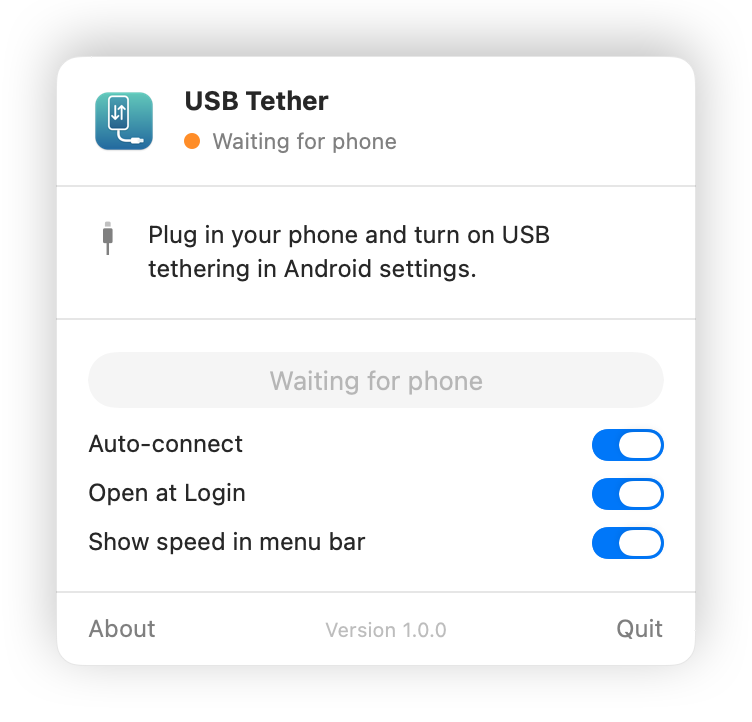 USB Tether
Waiting for phone
Plug in your phone and turn on USB
tethering in Android settings.
Waiting for phone
Auto-connect
Open at Login
Show speed in menu bar
About
Version 1.0.0
Quit